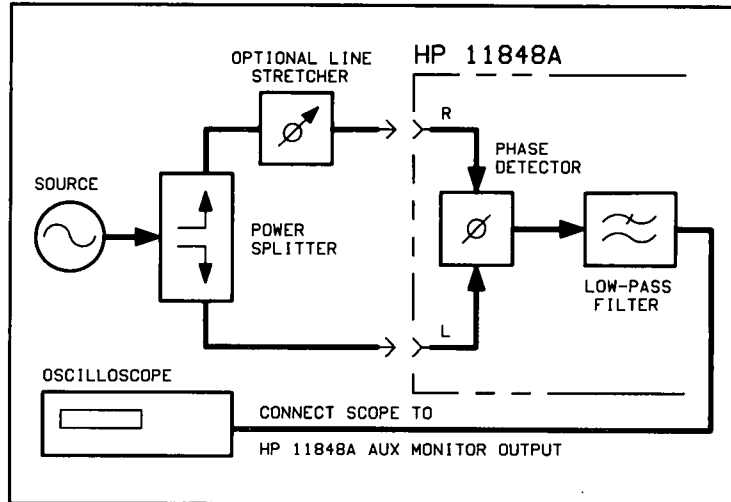 HP 11848A
OPTIONAL LINE
STRETCHER
R
PHASE
DETECTOR
SOURCE
POWER
SPLITTER
LOW-PASS
FILTER
L
OSCILLOSCOPE
CONNECT SCOPE TO
HP 11848A AUX MONITOR OUTPUT